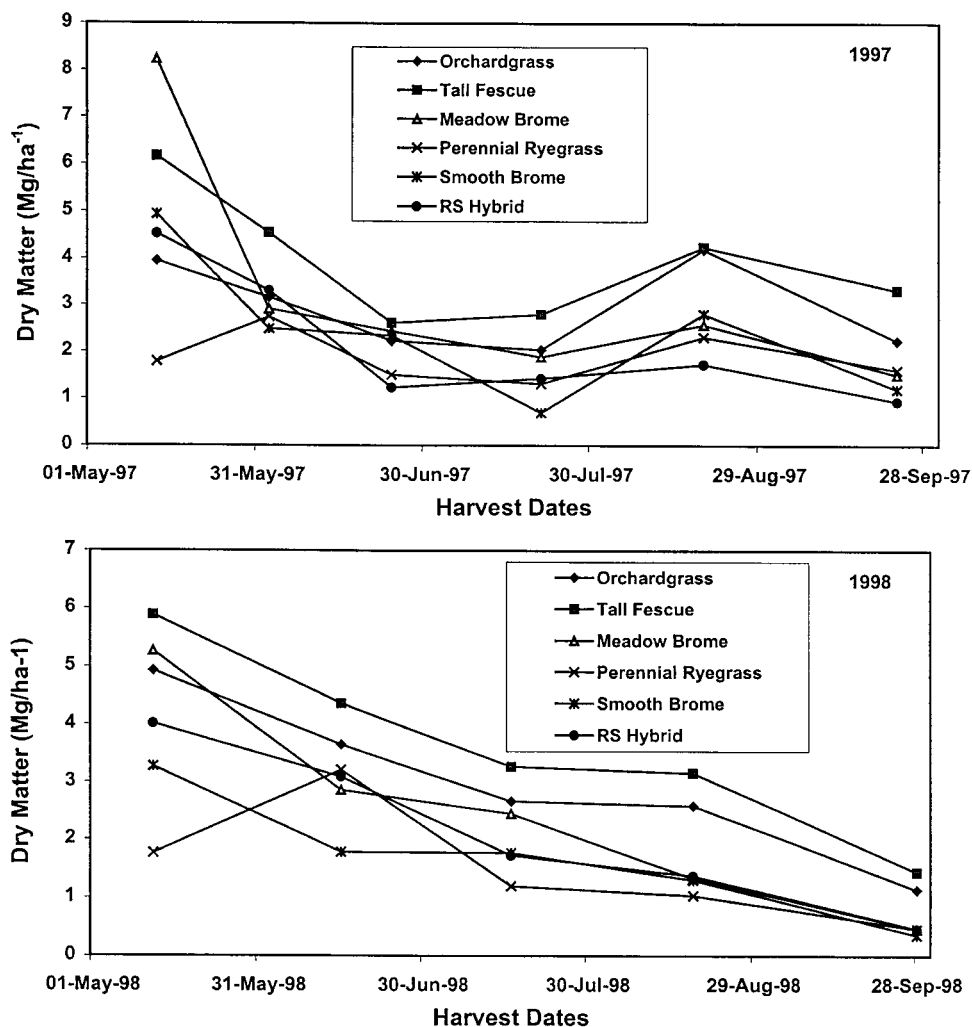 1997
Orchardgrass
Tall Fescue
Meadow Brome
Perennial Ryegrass
Smooth Brome
RS Hybrid
9
8
7
6
5
4
3
2
1
0
Dry Matter (Mg/ha⁻¹)
01-May-97 31-May-97 30-Jun-97 30-Jul-97 29-Aug-97 28-Sep-97
Harvest Dates
1998
Orchardgrass
Tall Fescue
Meadow Brome
Perennial Ryegrass
Smooth Brome
RS Hybrid
7
6
5
4
3
2
1
0
Dry Matter (Mg/ha-1)
01-May-98 31-May-98 30-Jun-98 30-Jul-98 29-Aug-98 28-Sep-98
Harvest Dates